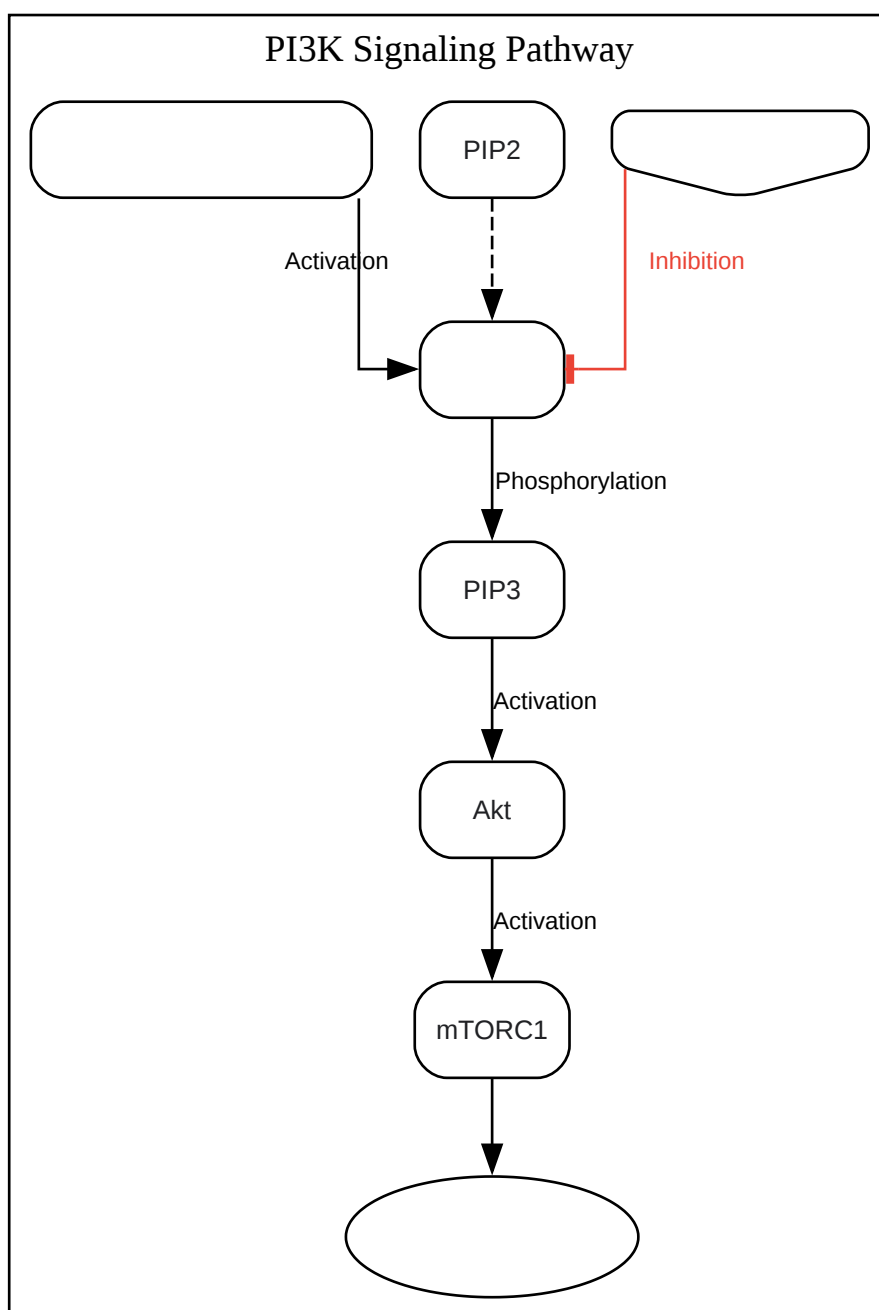 PI3K Signaling Pathway
PIP2
Activation
Inhibition
Phosphorylation
PIP3
Activation
Akt
Activation
mTORC1